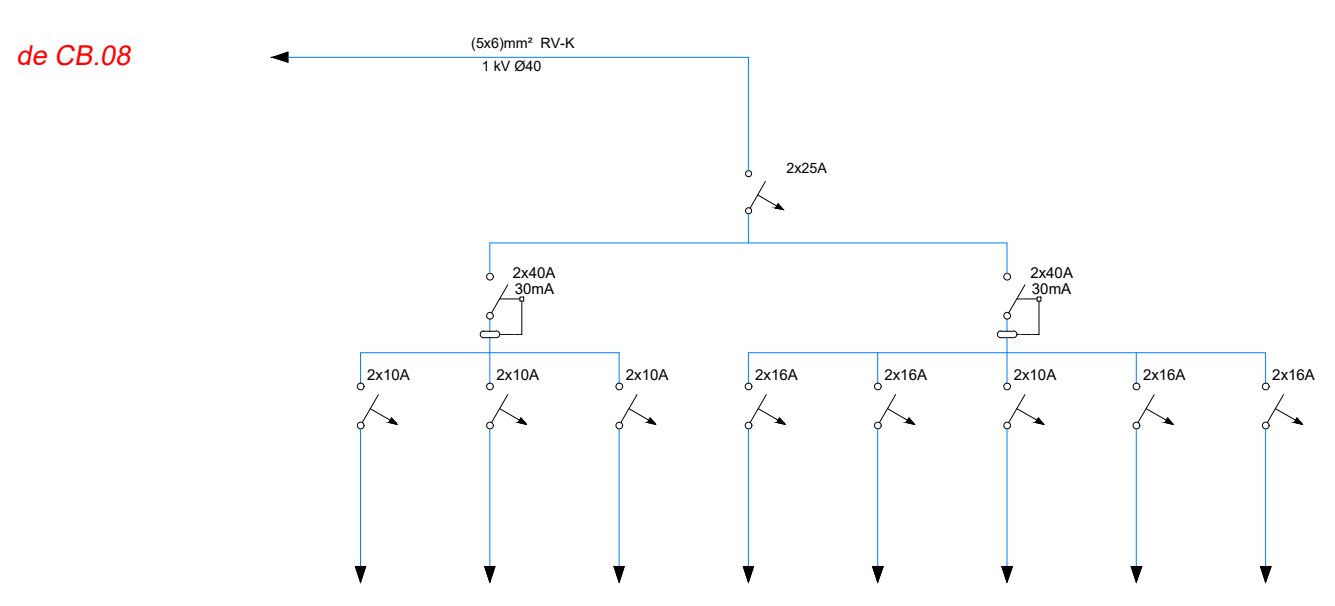 de CB.08
(5x6)mm² RV-K
1 kV Ø40
2x25A
2x40A
30mA
2x40A
30mA
2x10A
2x10A
2x10A
2x16A
2x16A
2x10A
2x16A
2x16A